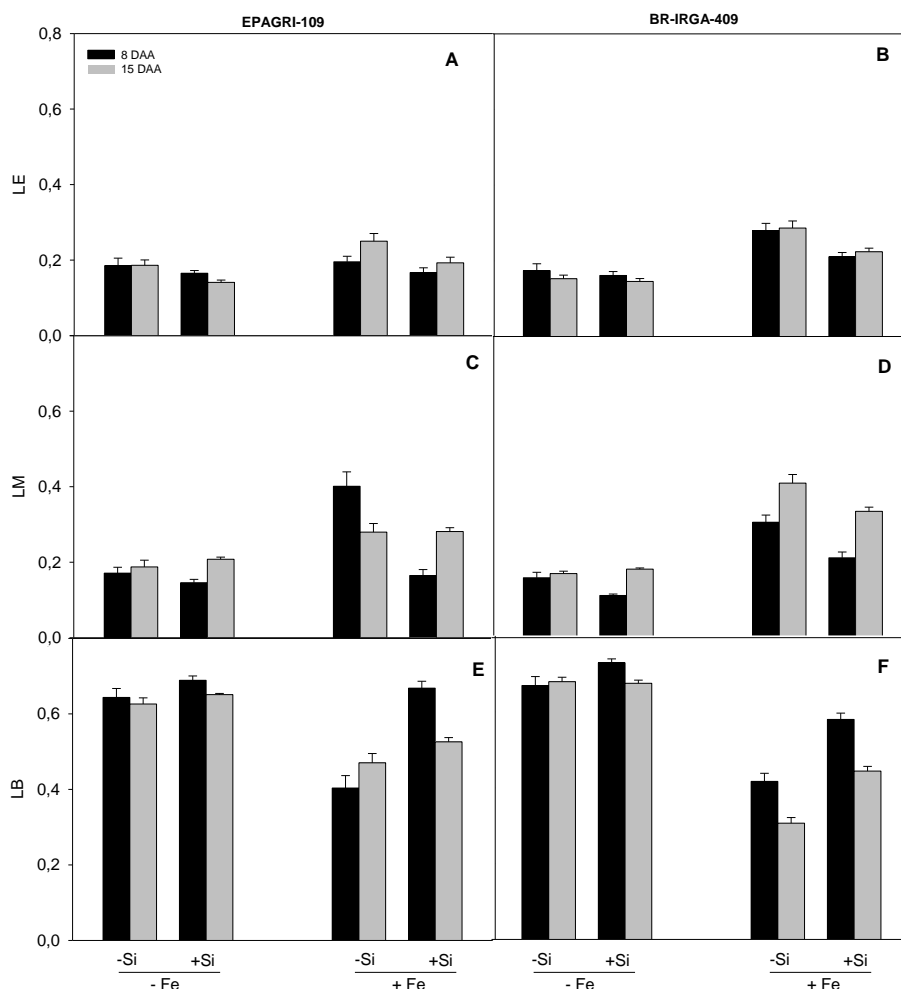 EPAGRI-109 BR-IRGA-409
0,8
8 DAA
15 DAA
A B
0,6
LE
0,4
0,2
0,0
C D
0,6
LM
0,4
0,2
0,0
E F
0,6
LB
0,4
0,2
0,0
-Si +Si -Si +Si -Si +Si -Si +Si
- Fe + Fe - Fe + Fe